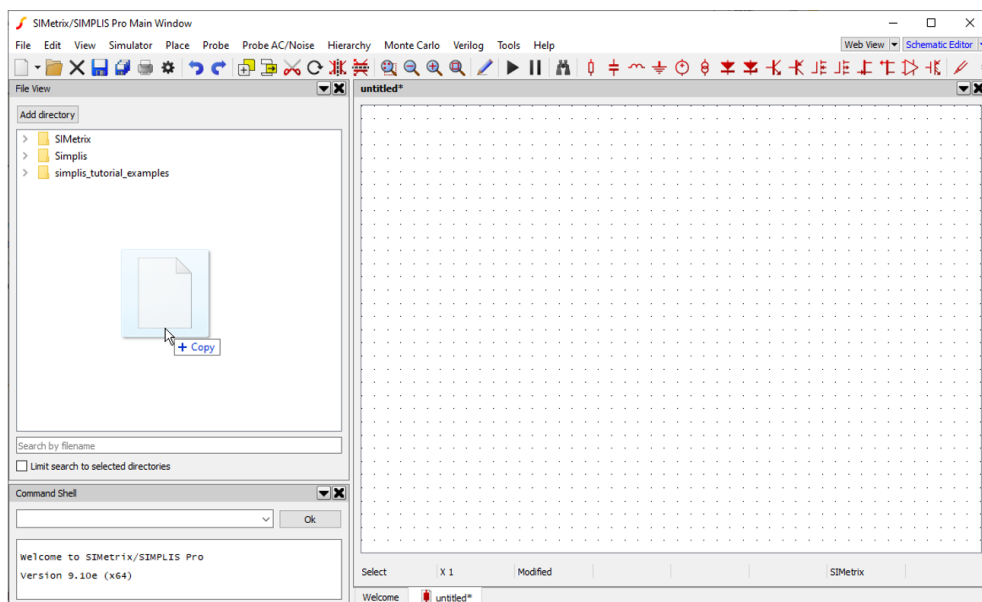 SIMetrix/SIMPLIS Pro Main Window
File Edit View Simulator Place Probe Probe AC/Noise Hierarchy Monte Carlo Verilog Tools Help
Web View Schematic Editor
File View
untitled*
Add directory
SIMetrix
Simplis
simplis_tutorial_examples
+ Copy
Search by filename
Limit search to selected directories
Command Shell
Ok
Welcome to SIMetrix/SIMPLIS Pro
Version 9.10e (x64)
Select X 1 Modified SIMetrix
Welcome untitled*